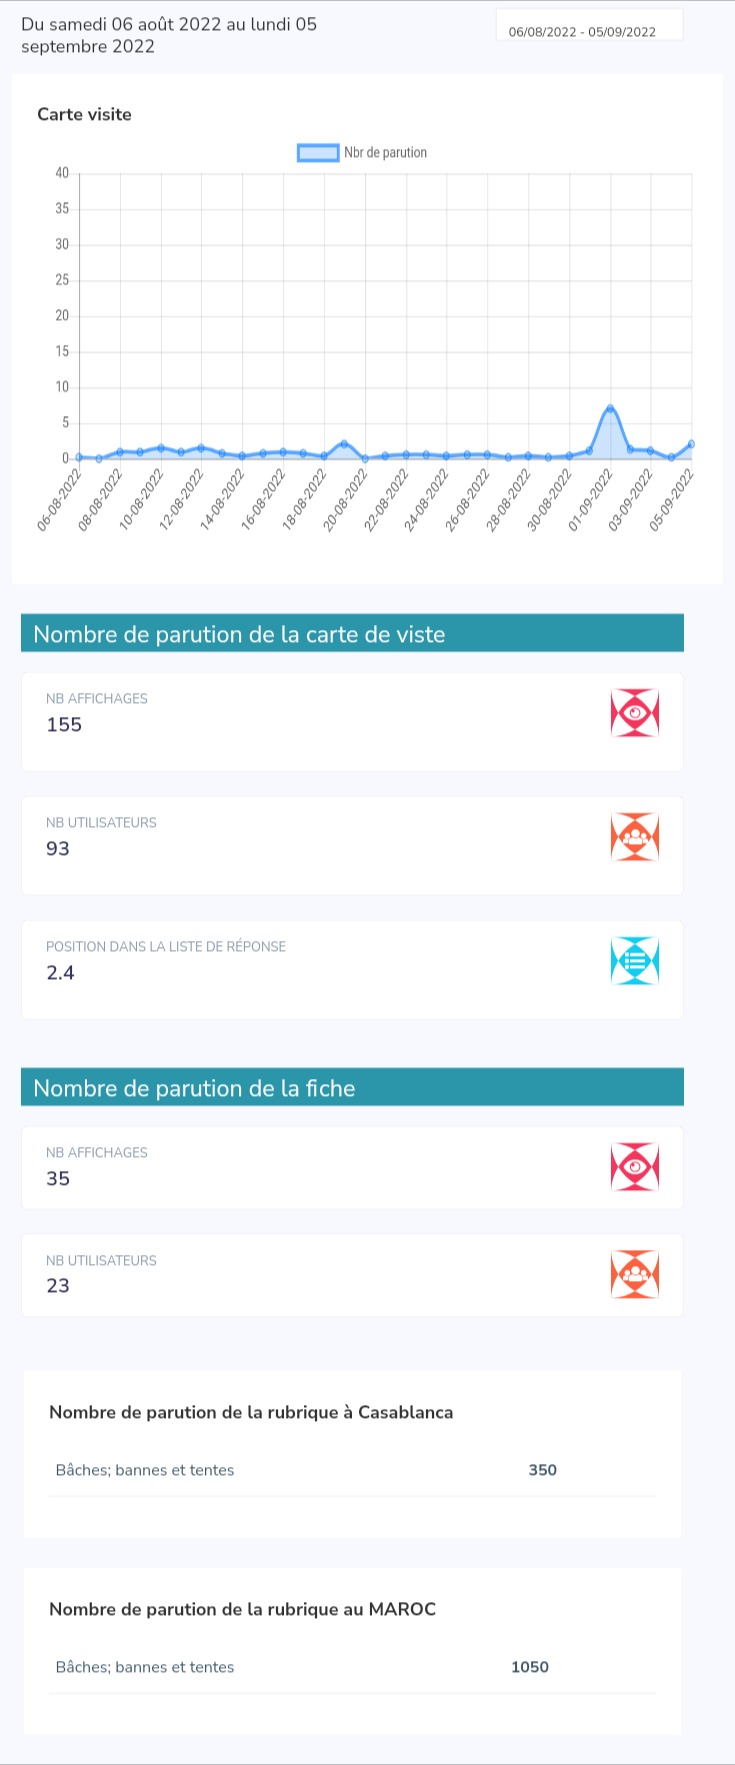 Du samedi 06 août 2022 au lundi 05
septembre 2022
06/08/2022 - 05/09/2022
Carte visite
Nbr de parution
40
35
30
25
20
15
10
5
0
06-08-2022
08-08-2022
10-08-2022
12-08-2022
14-08-2022
16-08-2022
18-08-2022
20-08-2022
22-08-2022
24-08-2022
26-08-2022
28-08-2022
30-08-2022
01-09-2022
03-09-2022
05-09-2022
Nombre de parution de la carte de viste
NB AFFICHAGES
155
NB UTILISATEURS
93
POSITION DANS LA LISTE DE RÉPONSE
2.4
Nombre de parution de la fiche
NB AFFICHAGES
35
NB UTILISATEURS
23
Nombre de parution de la rubrique à Casablanca
Bâches; bannes et tentes 350
Nombre de parution de la rubrique au MAROC
Bâches; bannes et tentes 1050